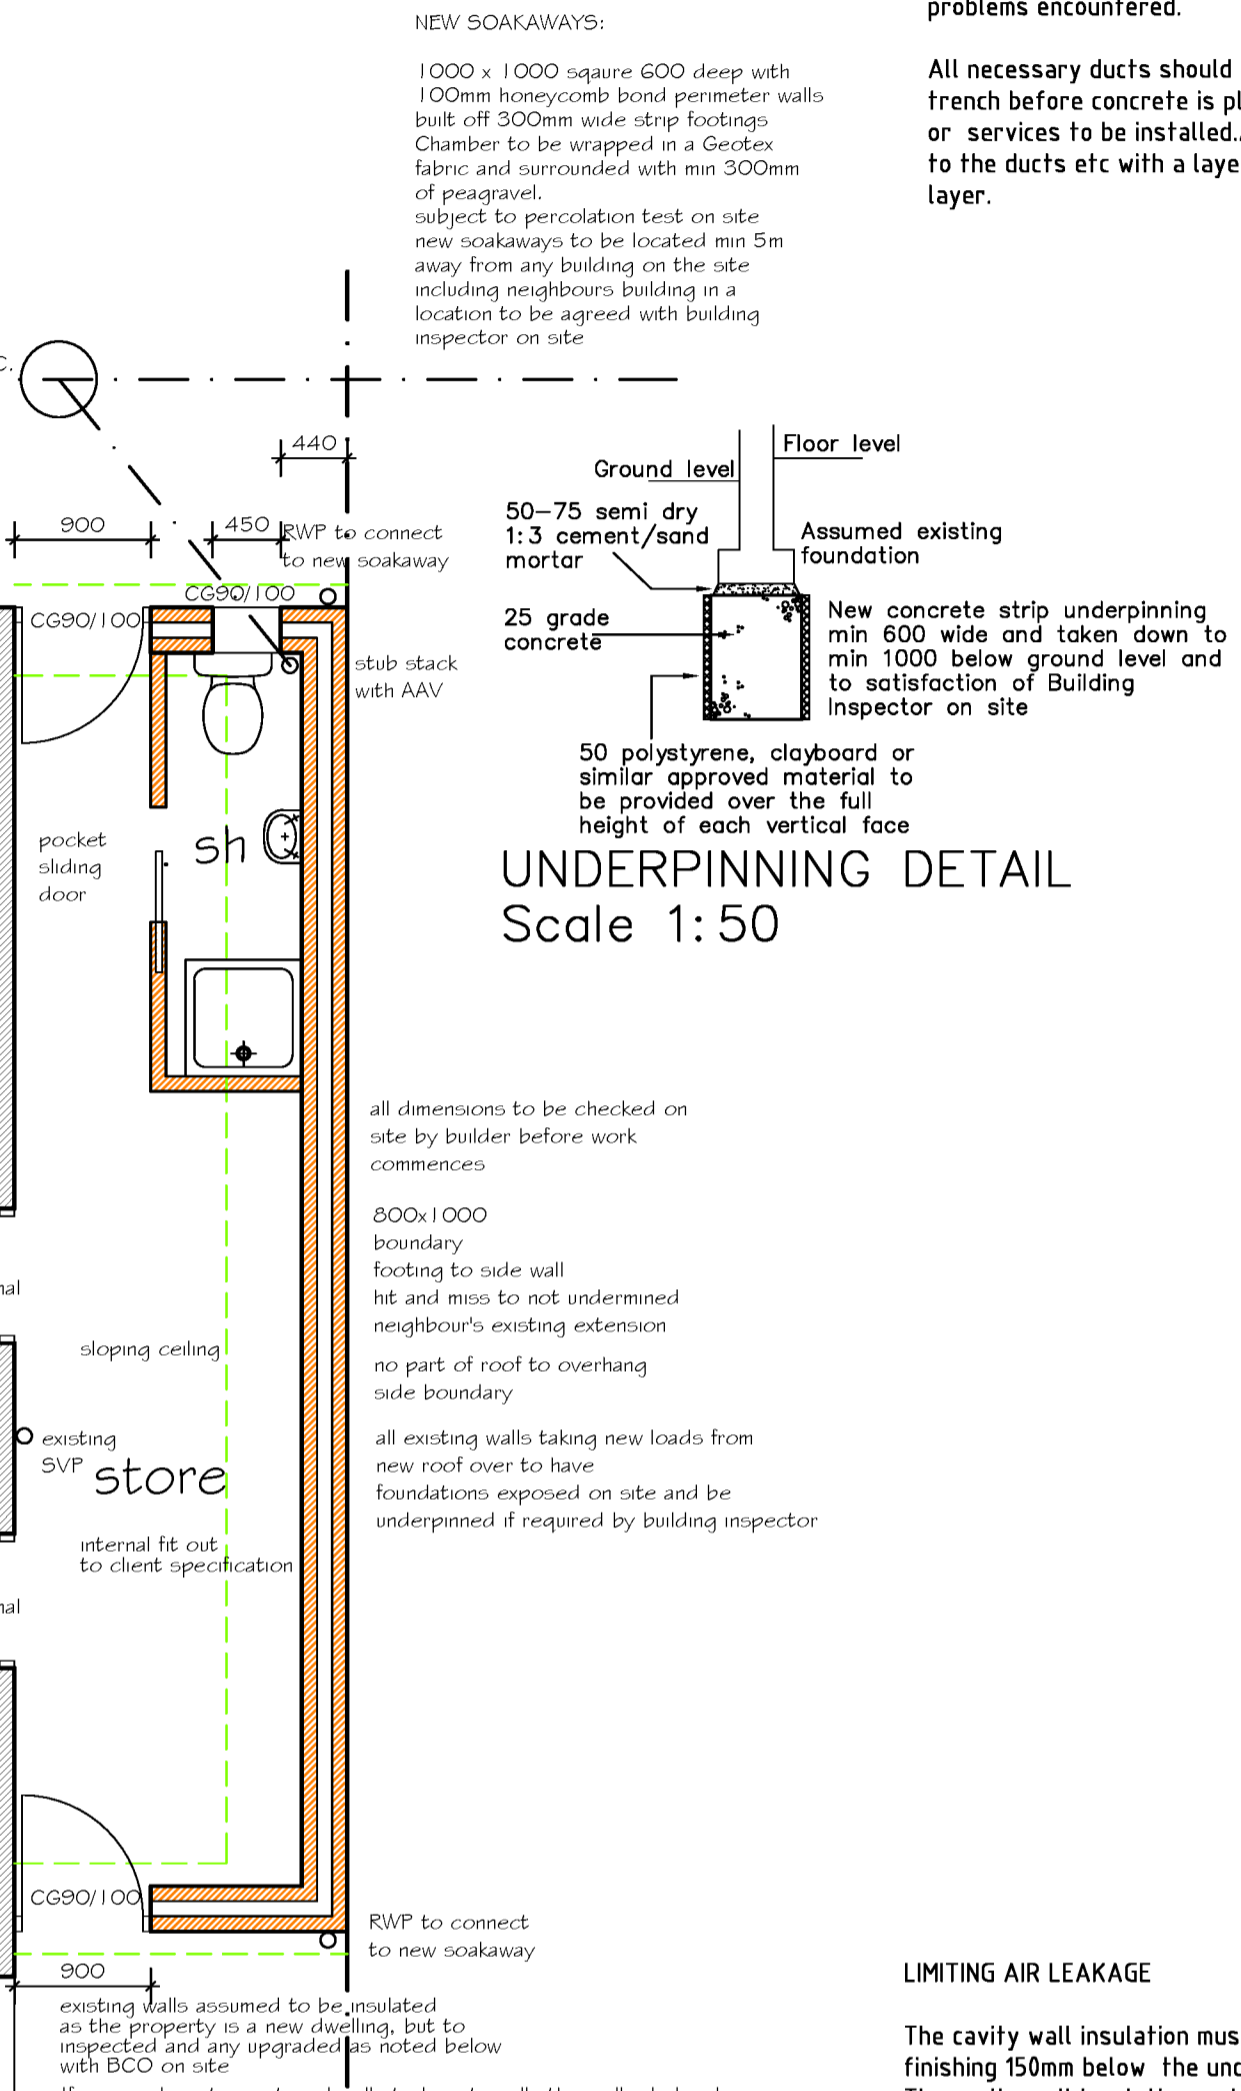 NEW SOAKAWAYS:
1000 x 1000 sqaure 600 deep with
100mm honeycomb bond perimeter walls
built off 300mm wide strip footings
Chamber to be wrapped in a Geotex
fabric and surrounded with min 300mm
of peagravel.
subject to percolation test on site
new soakaways to be located min 5m
away from any building on the site
including neighbours building in a
location to be agreed with building
inspector on site
problems encountered.
All necessary ducts should
trench before concrete is pl
or services to be installed.
to the ducts etc with a laye
layer.
c.
440
900
450
RWP to connect
to new soakaway
CG90/100
CG90/100
stub stack
with AAV
pocket
sliding
door
sh
Ground level
Floor level
50-75 semi dry
1:3 cement/sand
mortar
Assumed existing
foundation
25 grade
concrete
New concrete strip underpinning
min 600 wide and taken down to
min 1000 below ground level and
to satisfaction of Building
Inspector on site
50 polystyrene, clayboard or
similar approved material to
be provided over the full
height of each vertical face
UNDERPINNING DETAIL
Scale 1:50
all dimensions to be checked on
site by builder before work
commences
800x1000
boundary
footing to side wall
hit and miss to not undermined
neighbour's existing extension
no part of roof to overhang
side boundary
all existing walls taking new loads from
new roof over to have
foundations exposed on site and be
underpinned if required by building inspector
nal
sloping ceiling
existing
SVP
store
internal fit out
to client specification
nal
CG90/100
RWP to connect
to new soakaway
900
existing walls assumed to be insulated
as the property is a new dwelling, but to
inspected and any upgraded as noted below
with BCO on site
LIMITING AIR LEAKAGE
The cavity wall insulation mus
finishing 150mm below the und